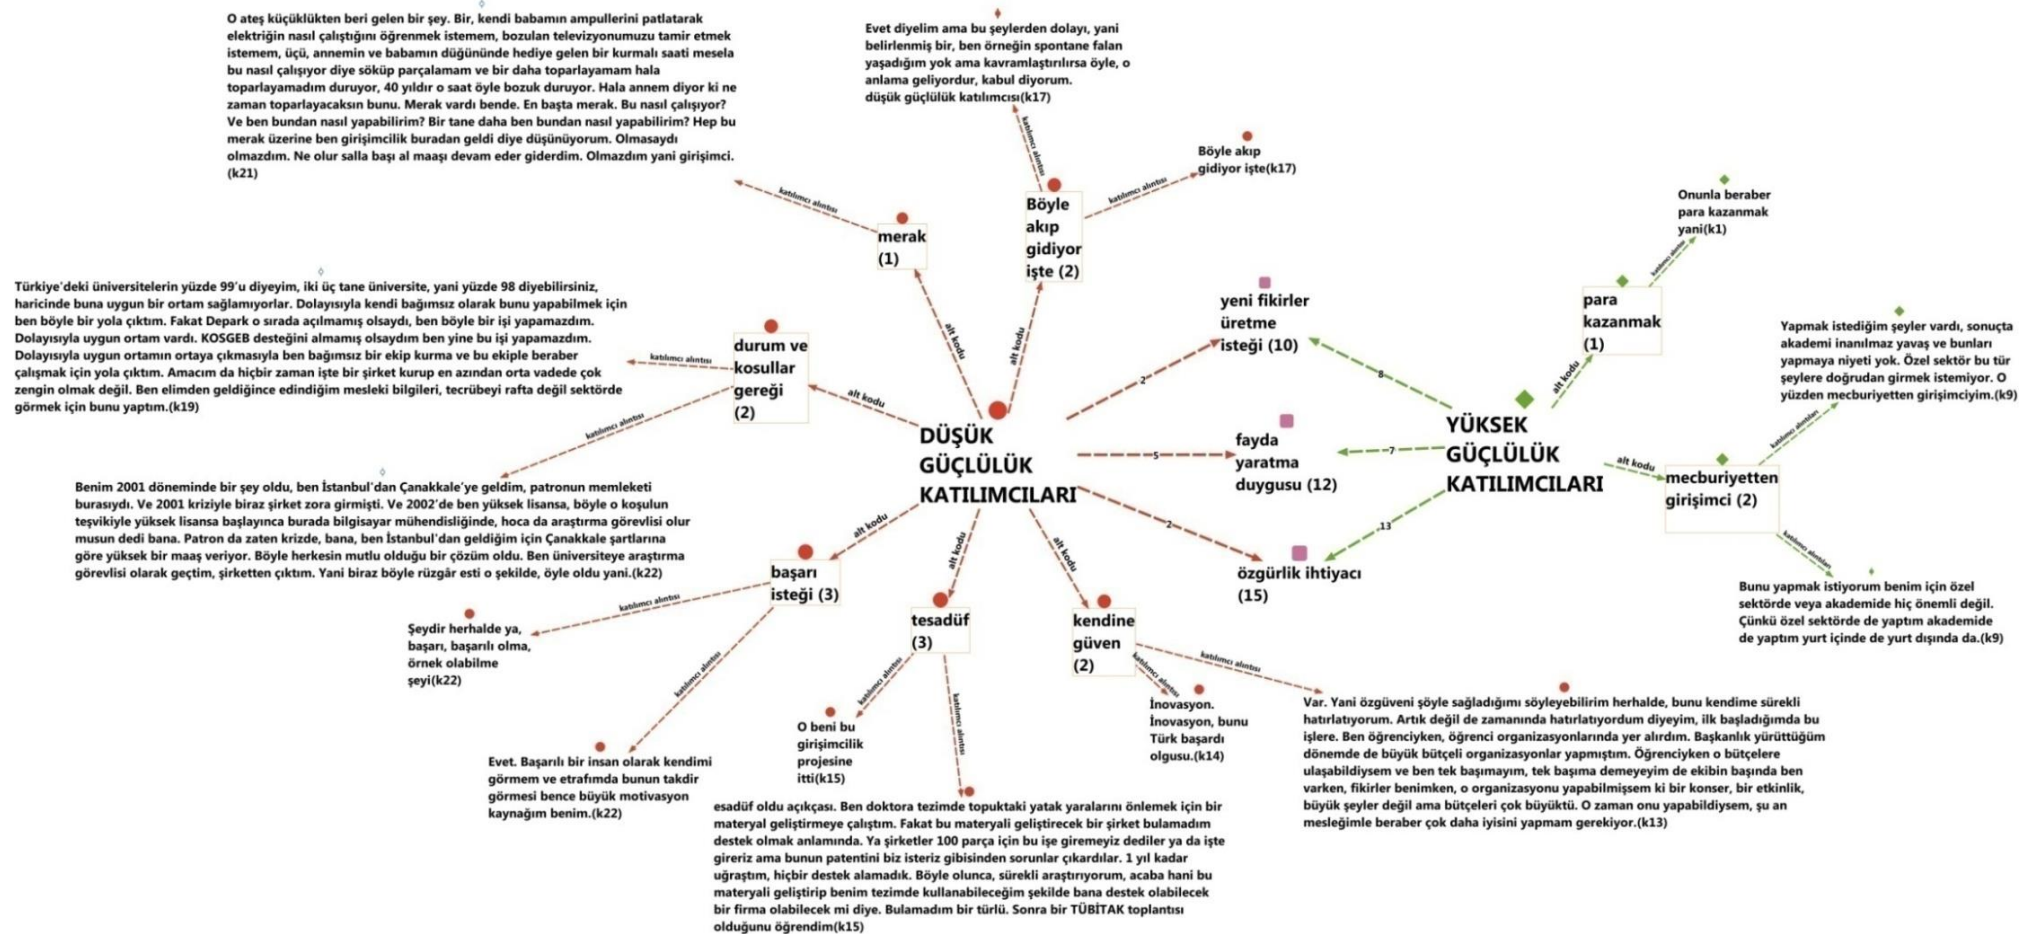 O ateş küçüklükten beri gelen bir şey. Bir, kendi babamın ampullerini patlatarak
elektriğin nasıl çalıştığını öğrenmek istemem, bozulan televizyonumuzu tamir etmek
istemem, üçü, annemin ve babamın düğününde hediye gelen bir kurmalı saati mesela
bu nasıl çalışıyor diye söküp parçalamam ve bir daha toparlayamam hala
toparlayamadım duruyor, 40 yıldır o saat öyle bozuk duruyor. Hala annem diyor ki ne
zaman toparlayacaksın bunu. Merak vardı bende. En başta merak. Bu nasıl çalışıyor?
Ve ben bundan nasıl yapabilirim? Bir tane daha ben bundan nasıl yapabilirim? Hep bu
merak üzerine ben girişimcilik buradan geldi diye düşünüyorum. Olmasaydı
olmazdım. Ne olur salla başı al maaşı devam eder giderdim. Olmazdım yani girişimci.
(k21)
katılımcı alıntısı
merak
(1)
alt kodu
Evet diyelim ama bu şeylerden dolayı, yani
belirlenmiş bir, ben örneğin spontane falan
yaşadığım yok ama kavramlaştırılırsa öyle, o
anlama geliyordur, kabul diyorum.
düşük güçlülük katılımcısı(k17)
katılımcı alıntısı
Böyle akıp
gidiyor işte(k17)
katılımcı alıntısı
Böyle
akıp
gidiyor
işte (2)
alt kodu
Türkiye'deki üniversitelerin yüzde 99'u diyeyim, iki üç tane üniversite, yani yüzde 98 diyebilirsiniz,
haricinde buna uygun bir ortam sağlamıyorlar. Dolayısıyla kendi bağımsız olarak bunu yapabilmek için
ben böyle bir yola çıktım. Fakat Depark o sırada açılmamış olsaydı, ben böyle bir işi yapamazdım.
Dolayısıyla uygun ortam vardı. KOSGEB desteğini almamış olsaydım ben yine bu işi yapamazdım.
Dolayısıyla uygun ortamın ortaya çıkmasıyla ben bağımsız bir ekip kurma ve bu ekiple beraber
çalışmak için yola çıktım. Amacım da hiçbir zaman işte bir şirket kurup en azından orta vadede çok
zengin olmak değil. Ben elimden geldiğince edindiğim mesleki bilgileri, tecrübeyi rafta değil sektörde
görmek için bunu yaptım.(k19)
katılımcı alıntısı
durum ve
kosullar
gereği
(2)
alt kodu
katılımcı alıntısı
Benim 2001 döneminde bir şey oldu, ben İstanbul'dan Çanakkale'ye geldim, patronun memleketi
burasıydı. Ve 2001 kriziyle biraz şirket zora girmişti. Ve 2002'de ben yüksek lisansa, böyle o koşulun
teşvikiyle yüksek lisansa başlayınca burada bilgisayar mühendisliğinde, hoca da araştırma görevlisi olur
musun dedi bana. Patron da zaten krizde, bana, ben İstanbul'dan geldiğim için Çanakkale şartlarına
göre yüksek bir maaş veriyor. Böyle herkesin mutlu olduğu bir çözüm oldu. Ben üniversiteye araştırma
görevlisi olarak geçtim, şirketten çıktım. Yani biraz böyle rüzgâr esti o şekilde, öyle oldu yani.(k22)
DÜŞÜK
GÜÇLÜLÜK
KATILIMCILARI
2
5
2
yeni fikirler
üretme
isteği (10)
fayda
yaratma
duygusu (12)
özgürlik ihtiyacı
(15)
8
7
13
YÜKSEK
GÜÇLÜLÜK
KATILIMCILARI
Onunla beraber
para kazanmak
yani(k1)
katılımcı alıntısı
para
kazanmak
(1)
alt kodu
Yapmak istediğim şeyler vardı, sonuçta
akademi inanılmaz yavaş ve bunları
yapmaya niyeti yok. Özel sektör bu tür
şeylere doğrudan girmek istemiyor. O
yüzden mecburiyetten girişimciyim.(k9)
katılımcı alıntıları
alt kodu
mecburiyetten
girişimci (2)
katılımcı alıntıları
Bunu yapmak istiyorum benim için özel
sektörde veya akademide hiç önemli değil.
Çünkü özel sektörde de yaptım akademide
de yaptım yurt içinde de yurt dışında da.(k9)
alt kodu
başarı
isteği (3)
katılımcı alıntısı
Şeydir herhalde ya,
başarı, başarılı olma,
örnek olabilme
şeyi(k22)
katılımcı alıntısı
Evet. Başarılı bir insan olarak kendimi
görmem ve etrafımda bunun takdir
görmesi bence büyük motivasyon
kaynağım benim.(k22)
alt kodu
tesadüf
(3)
katılımcı alıntısı
O beni bu
girişimcilik
projesine
itti(k15)
katılımcı alıntısı
esadüf oldu açıkçası. Ben doktora tezimde topuktaki yatak yaralarını önlemek için bir
materyal geliştirmeye çalıştım. Fakat bu materyali geliştirecek bir şirket bulamadım
destek olmak anlamında. Ya şirketler 100 parça için bu işe giremeyiz dediler ya da işte
gireriz ama bunun patentini biz isteriz gibisinden sorunlar çıkardılar. 1 yıl kadar
uğraştım, hiçbir destek alamadık. Böyle olunca, sürekli araştırıyorum, acaba hani bu
materyali geliştirip benim tezimde kullanabileceğim şekilde bana destek olabilecek
bir firma olabilecek mi diye. Bulamadım bir türlü. Sonra bir TÜBİTAK toplantısı
olduğunu öğrendim(k15)
alt kodu
kendine
güven
(2)
katılımcı alıntısı
İnovasyon.
İnovasyon, bunu
Türk başardı
olgusu.(k14)
katılımcı alıntısı
Var. Yani özgüveni şöyle sağladığımı söyleyebilirim herhalde, bunu kendime sürekli
hatırlatıyorum. Artık değil de zamanında hatırlatıyordum diyeyim, ilk başladığımda bu
işlere. Ben öğrenciyken, öğrenci organizasyonlarında yer alırdım. Başkanlık yürüttüğüm
dönemde de büyük bütçeli organizasyonlar yapmıştım. Öğrenciyken o bütçelere
ulaşabildiysem ve ben tek başımayım, tek başıma demeyeyim de ekibin başında ben
varken, fikirler benimken, o organizasyonu yapabilmişsem ki bir konser, bir etkinlik,
büyük şeyler değil ama bütçeleri çok büyüktü. O zaman onu yapabildiysem, şu an
mesleğimle beraber çok daha iyisini yapmam gerekiyor.(k13)